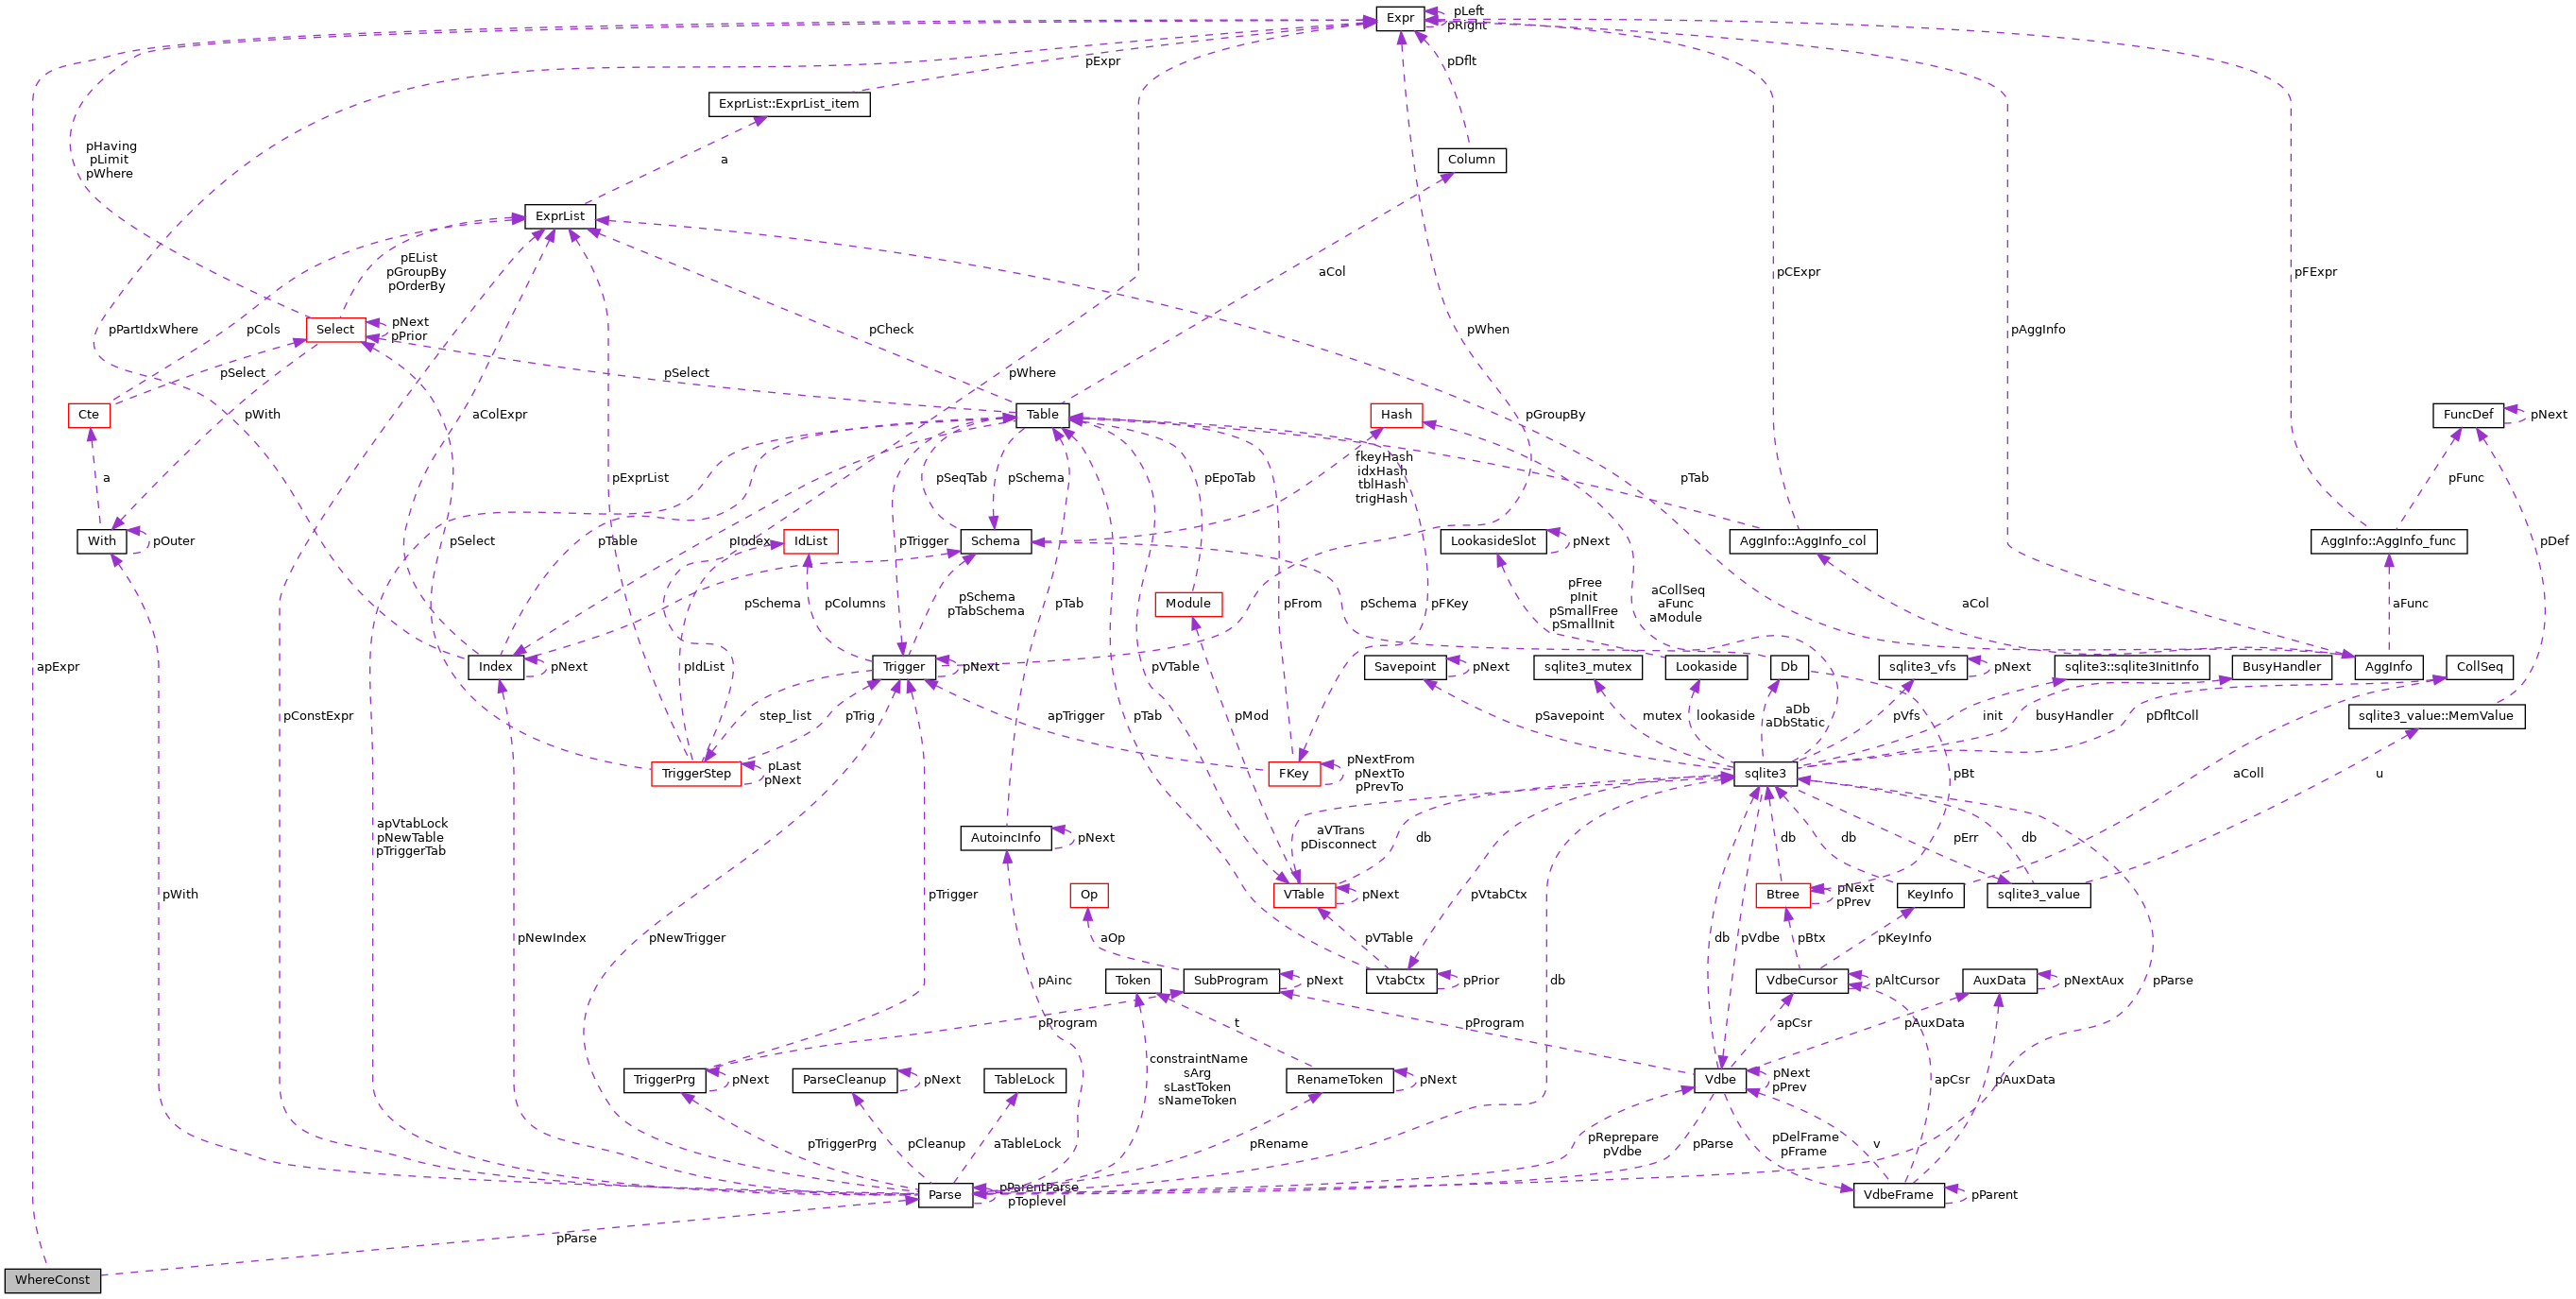 Expr
pLeft
pRight
pExpr
pDflt
ExprList::ExprList_item
pHaving
pLimit
pWhere
a
Column
ExprList
pEList
pGroupBy
pOrderBy
aCol
pCExpr
pFExpr
pPartIdxWhere
pCols
Select
pNext
pPrior
pCheck
pWhen
pAggInfo
pSelect
pSelect
pWhere
Cte
pWith
aColExpr
Table
Hash
pGroupBy
FuncDef
pNext
a
pExprList
pSeqTab
pSchema
pEpoTab
fkeyHash
idxHash
tblHash
trigHash
pTab
pFunc
With
pOuter
pSelect
pTable
pIndex
IdList
pTrigger
Schema
LookasideSlot
pNext
AggInfo::AggInfo_col
AggInfo::AggInfo_func
pDef
pSchema
pColumns
pSchema
pTabSchema
pTab
Module
pFrom
pSchema
pFKey
pFree
pInit
pSmallFree
pSmallInit
aCollSeq
aFunc
aModule
aCol
aFunc
apExpr
Index
pNext
pIdList
Trigger
pNext
pVTable
Savepoint
pNext
sqlite3_mutex
Lookaside
Db
sqlite3_vfs
pNext
sqlite3::sqlite3InitInfo
BusyHandler
AggInfo
CollSeq
pConstExpr
step_list
pTrig
apTrigger
pTab
pMod
pSavepoint
mutex
lookaside
aDb
aDbStatic
pVfs
init
busyHandler
pDfltColl
sqlite3_value::MemValue
TriggerStep
pLast
pNext
FKey
pNextFrom
pNextTo
pPrevTo
sqlite3
pBt
aColl
u
apVtabLock
pNewTable
pTriggerTab
AutoincInfo
pNext
aVTrans
pDisconnect
db
db
db
pErr
db
pWith
pTrigger
Op
VTable
pNext
pVtabCtx
Btree
pNext
pPrev
KeyInfo
sqlite3_value
pNewIndex
pNewTrigger
aOp
pVTable
db
pVdbe
pBtx
pKeyInfo
pAinc
Token
SubProgram
pNext
VtabCtx
pPrior
db
VdbeCursor
pAltCursor
AuxData
pNextAux
pParse
pProgram
t
pProgram
apCsr
pAuxData
TriggerPrg
pNext
ParseCleanup
pNext
TableLock
constraintName
sArg
sLastToken
sNameToken
RenameToken
pNext
Vdbe
pNext
pPrev
apCsr
pAuxData
pTriggerPrg
pCleanup
aTableLock
pRename
pReprepare
pVdbe
pParse
pDelFrame
pFrame
v
Parse
pParentParse
pToplevel
VdbeFrame
pParent
pParse
WhereConst